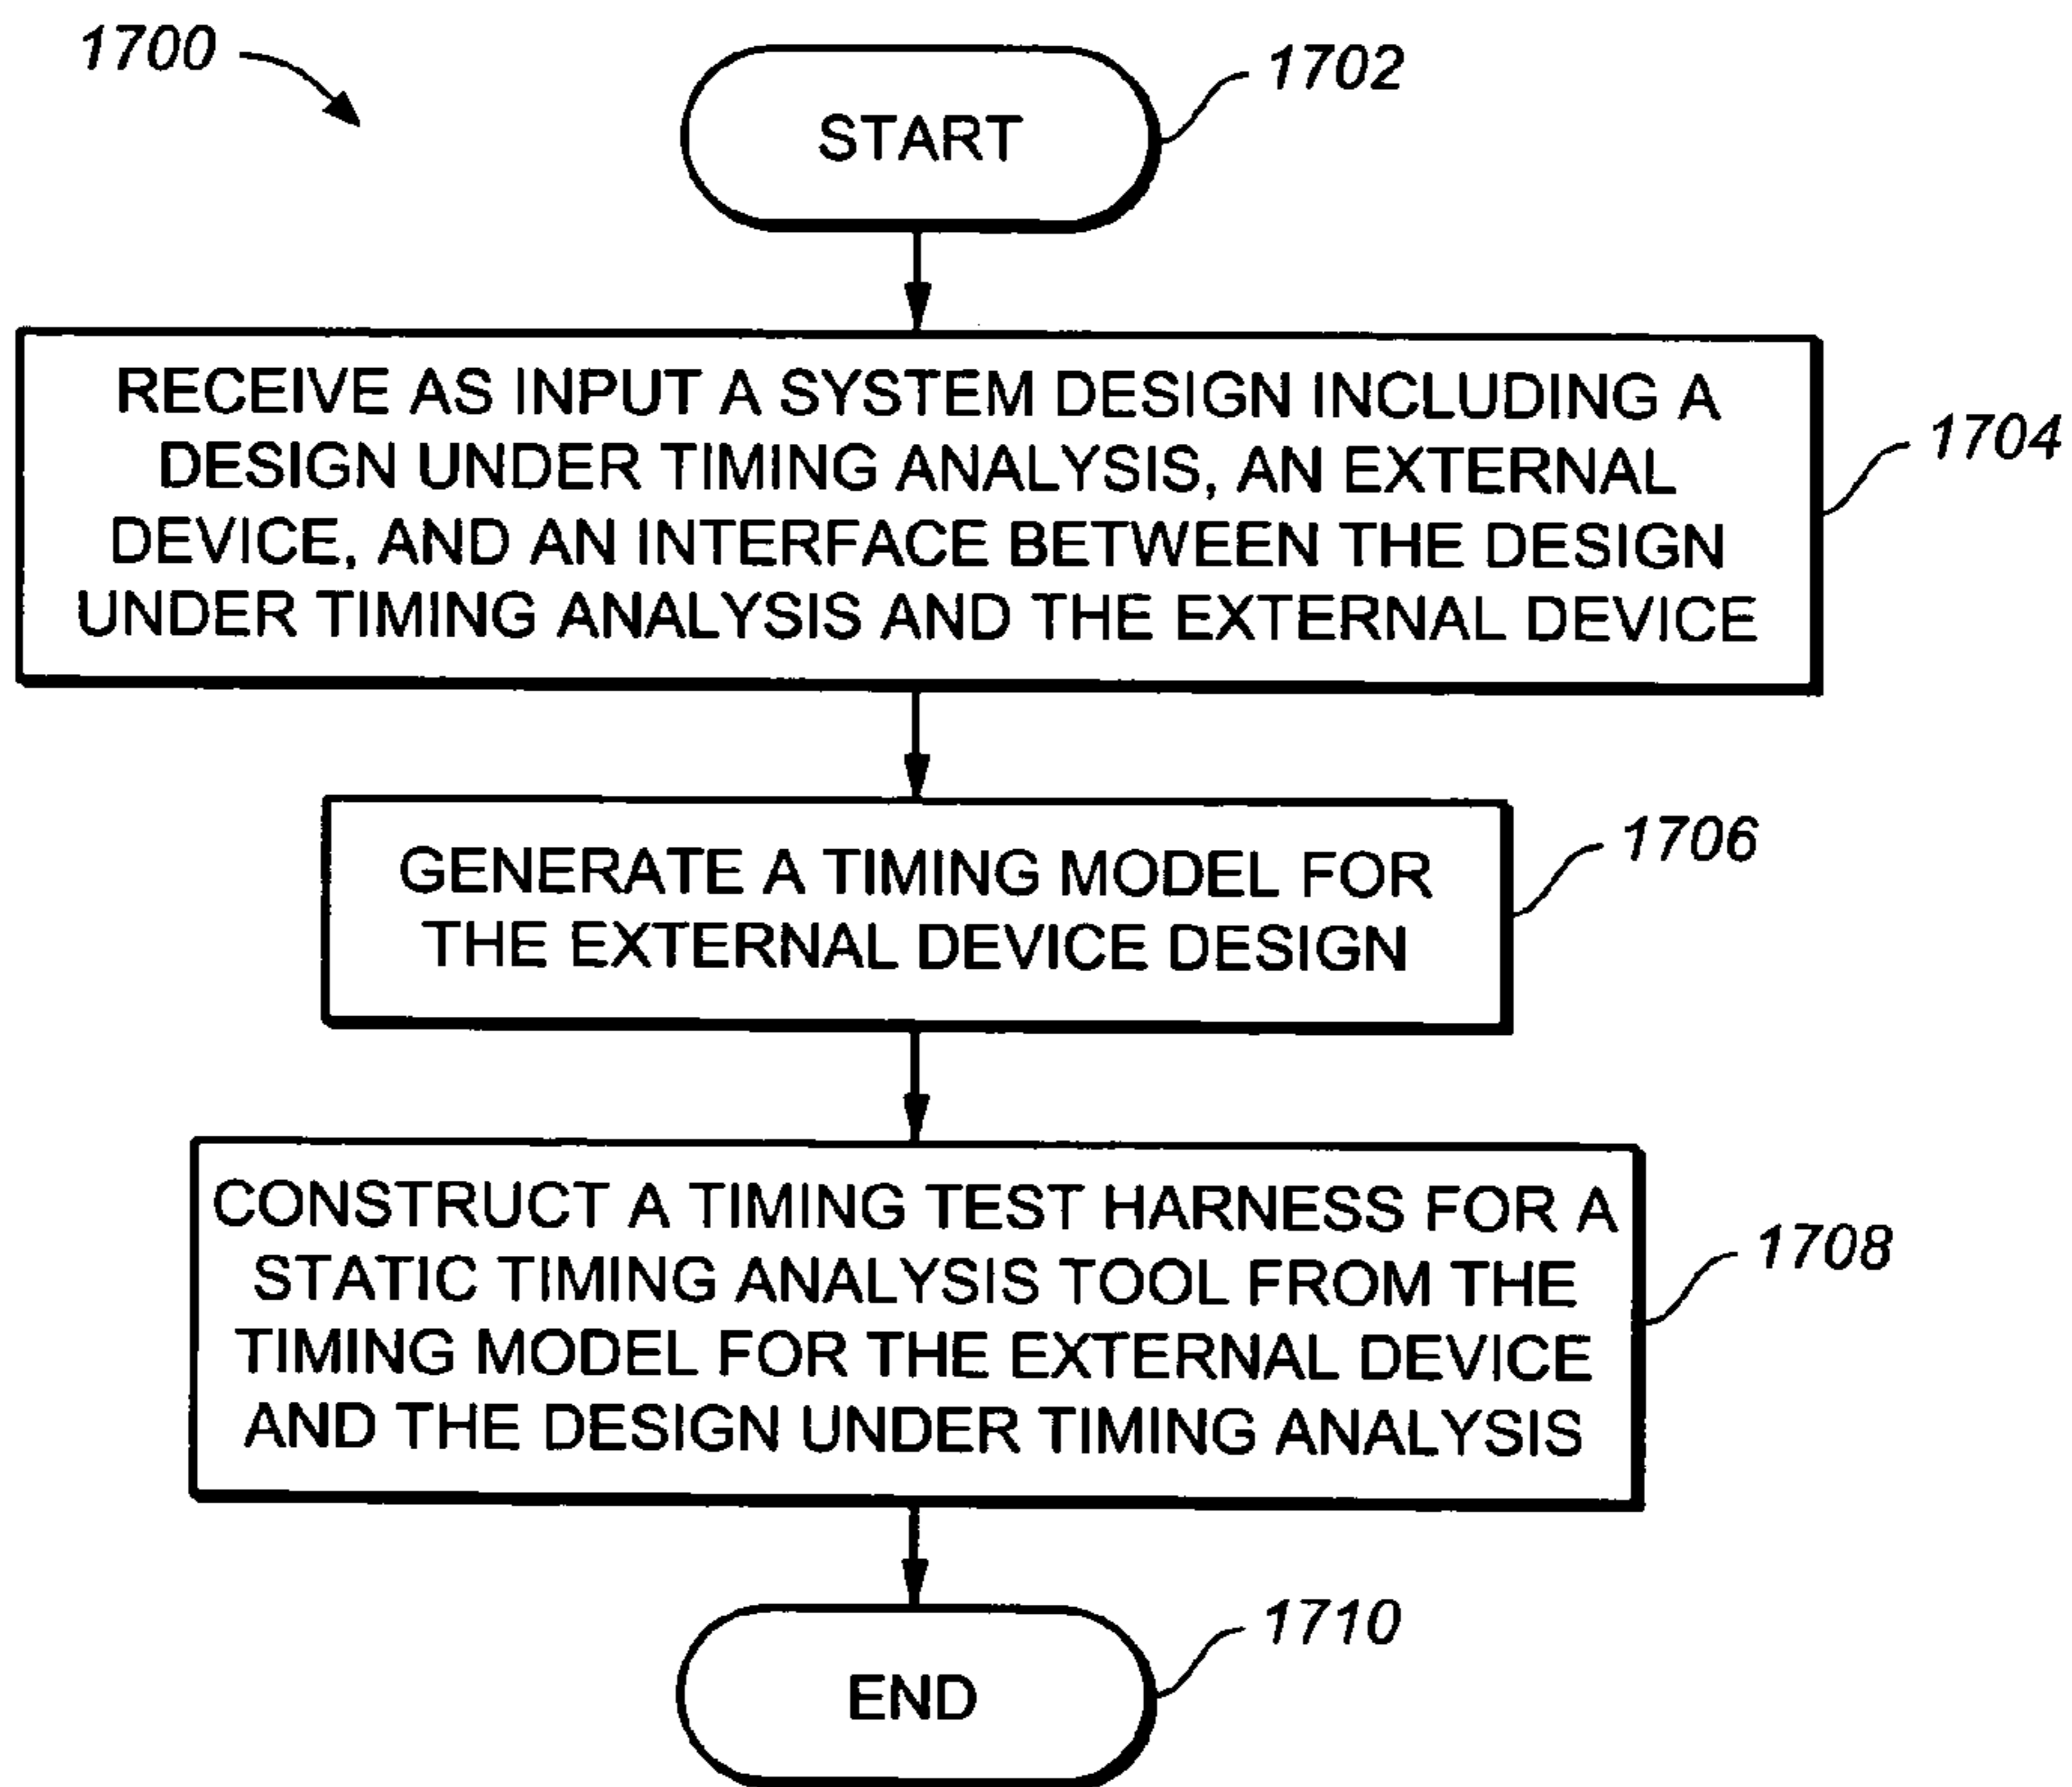 1700
1702
START
RECEIVE AS INPUT A SYSTEM DESIGN INCLUDING A
DESIGN UNDER TIMING ANALYSIS, AN EXTERNAL
DEVICE, AND AN INTERFACE BETWEEN THE DESIGN
UNDER TIMING ANALYSIS AND THE EXTERNAL DEVICE
1704
GENERATE A TIMING MODEL FOR
THE EXTERNAL DEVICE DESIGN
1706
CONSTRUCT A TIMING TEST HARNESS FOR A
STATIC TIMING ANALYSIS TOOL FROM THE
TIMING MODEL FOR THE EXTERNAL DEVICE
AND THE DESIGN UNDER TIMING ANALYSIS
1708
END
1710